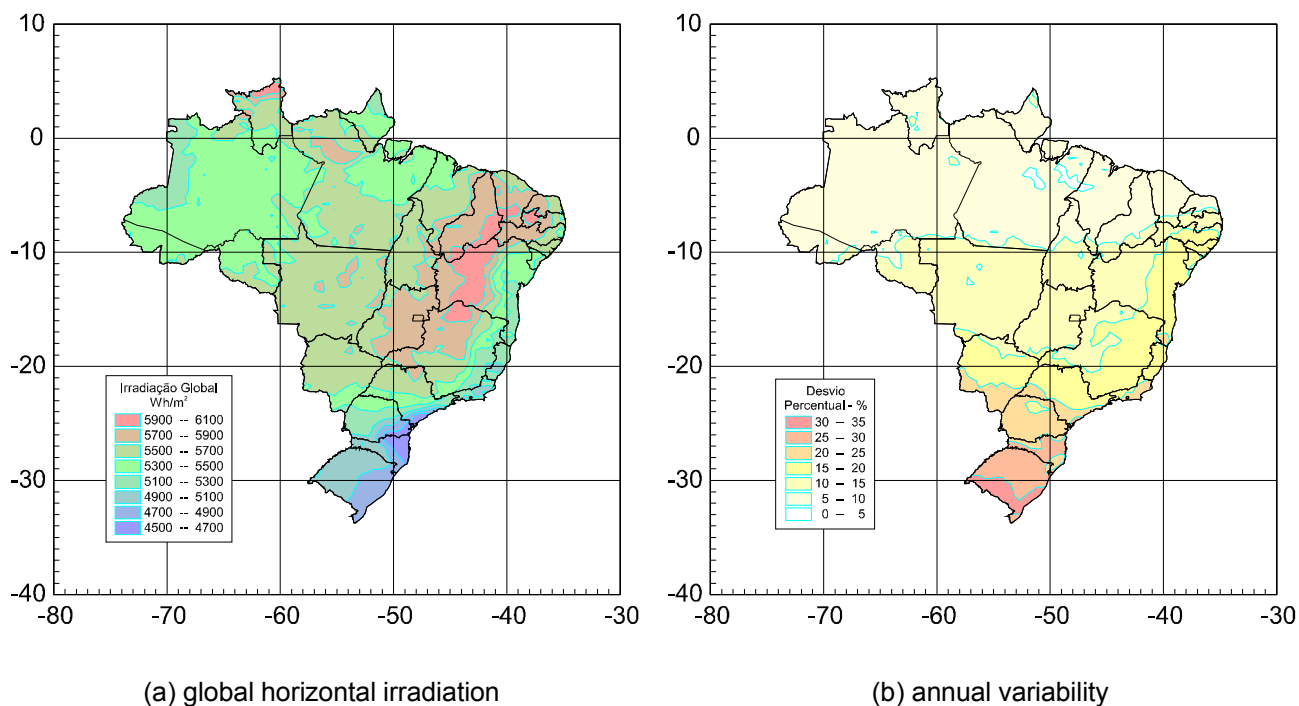 10
0
-10
-20
-30
-40
-80
-70
-60
-50
-40
-30
Irradiação Global
Wh/m²
5900 -- 6100
5700 -- 5900
5500 -- 5700
5300 -- 5500
5100 -- 5300
4900 -- 5100
4700 -- 4900
4500 -- 4700
(a) global horizontal irradiation
10
0
-10
-20
-30
-40
-80
-70
-60
-50
-40
-30
Desvio
Percentual - %
30 – 35
25 – 30
20 – 25
15 – 20
10 – 15
5 – 10
0 – 5
(b) annual variability